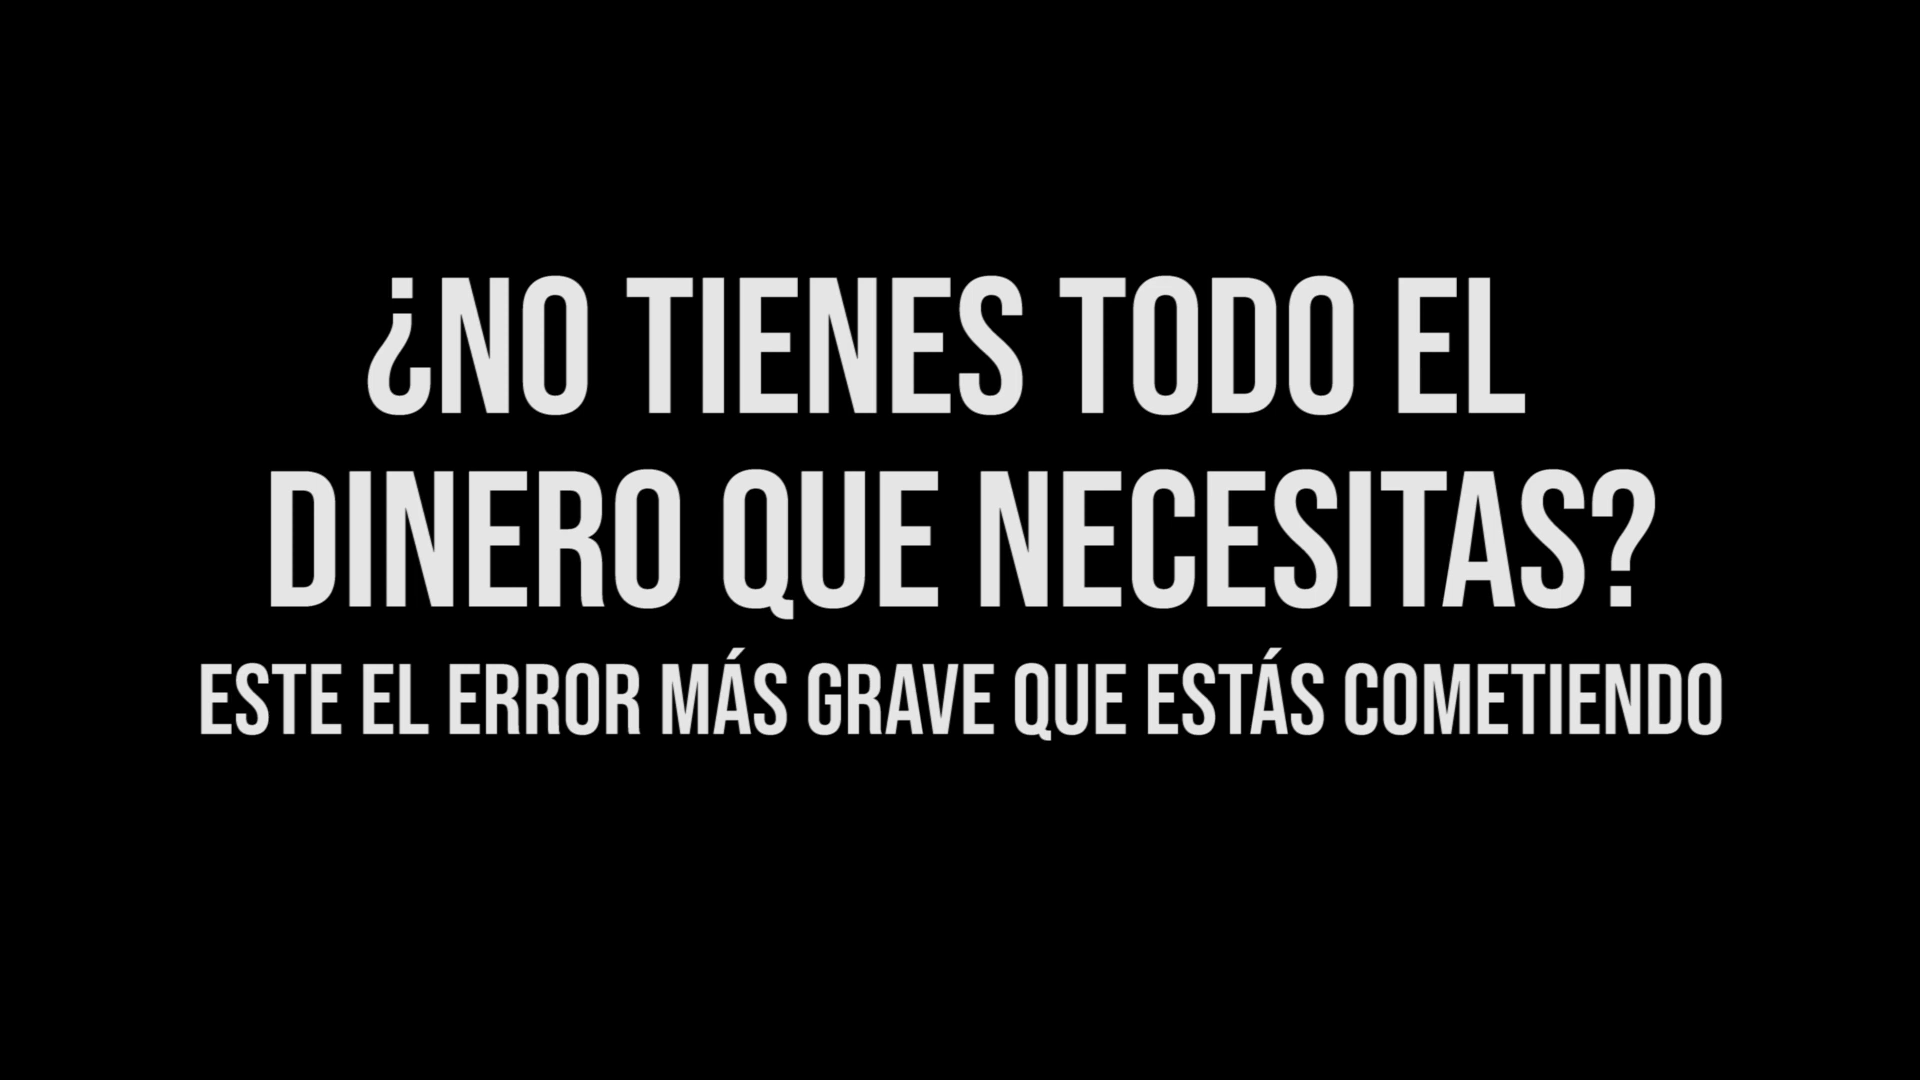 ¿NO TIENES TODO EL
DINERO QUE NECESITAS?
ESTE EL ERROR MÁS GRAVE QUE ESTÁS COMETIENDO